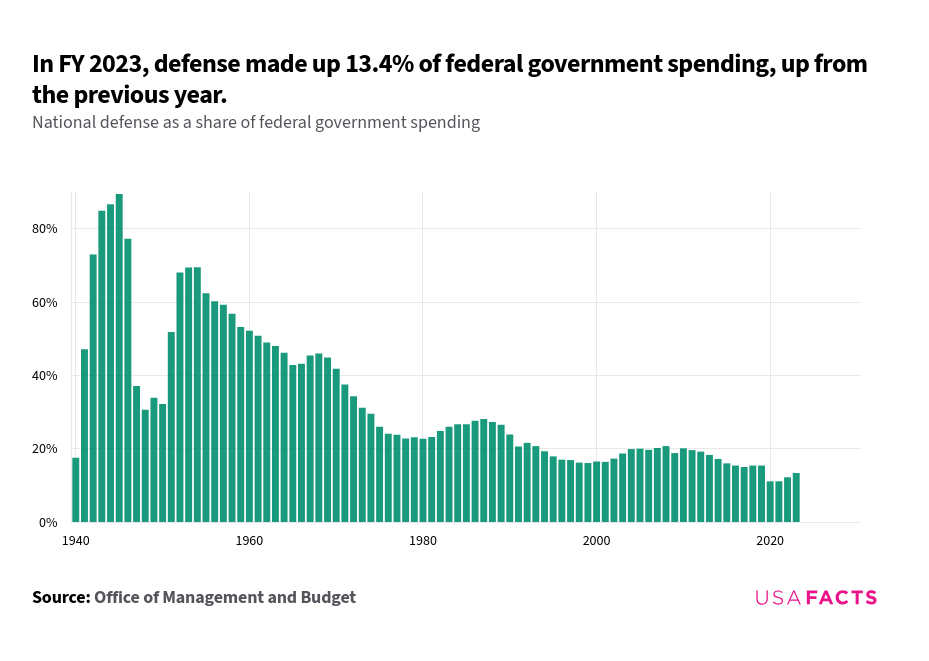 In FY 2023, defense made up 13.4% of federal government spending, up from
the previous year.
National defense as a share of federal government spending
80%
60%
40%
20%
0%
1940 1960 1980 2000 2020
Source: Office of Management and Budget
USAFACTS